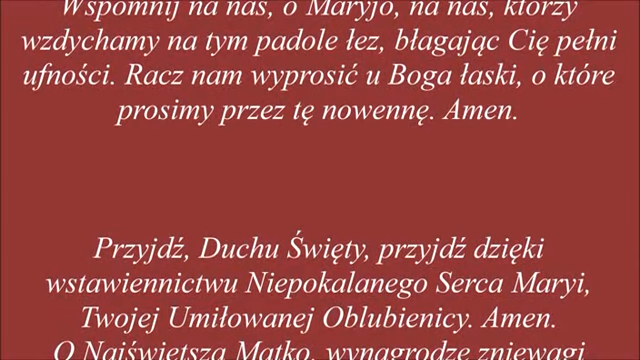 Wspomnij na nas, o Maryjo, na nas, którzy
wzdychamy na tym padole łez, błagając Cię pełni
ufności. Racz nam wyprosić u Boga łaski, o które
prosimy przez tę nowennę. Amen.
Przyjdź, Duchu Święty, przyjdź dzięki
wstawiennictwu Niepokalanego Serca Maryi,
Twojej Umiłowanej Oblubienicy. Amen.
O Najświętsza Matko, wynagrodzę zniewagi